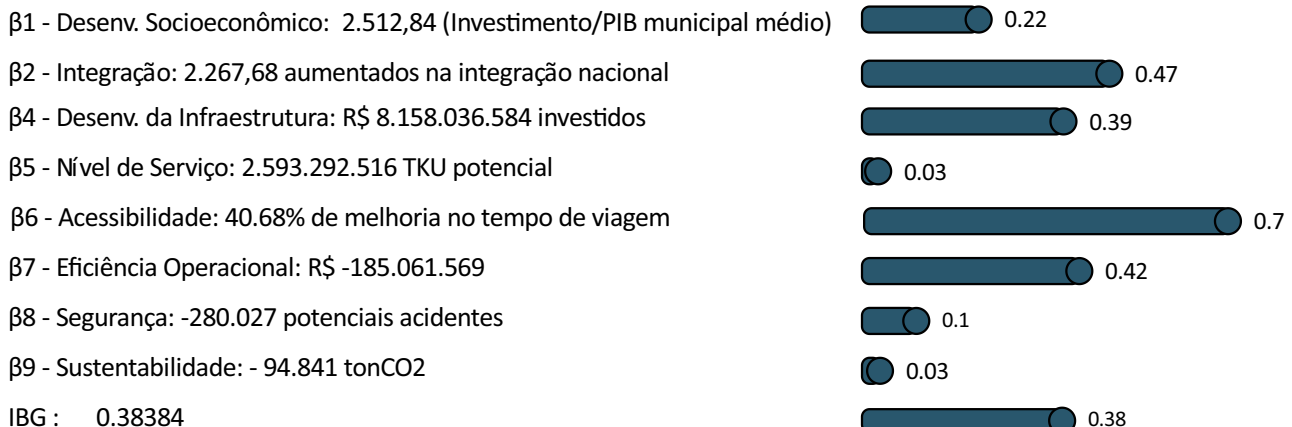 β1 - Desenv. Socioeconômico:  2.512,84 (Investimento/PIB municipal médio) 0.22
β2 - Integração: 2.267,68 aumentados na integração nacional 0.47
β4 - Desenv. da Infraestrutura: R$ 8.158.036.584 investidos 0.39
β5 - Nível de Serviço: 2.593.292.516 TKU potencial 0.03
β6 - Acessibilidade: 40.68% de melhoria no tempo de viagem 0.7
β7 - Eficiência Operacional: R$ -185.061.569 0.42
β8 - Segurança: -280.027 potenciais acidentes 0.1
β9 - Sustentabilidade: - 94.841 tonCO2 0.03
IBG :    0.38384 0.38